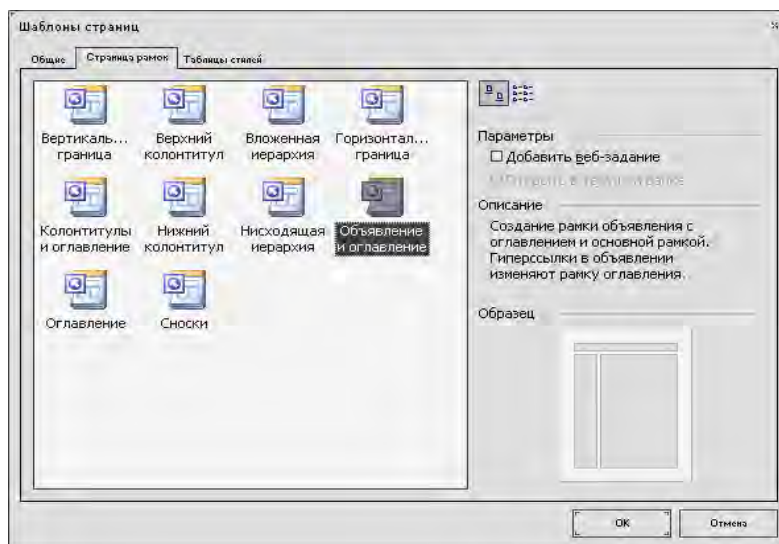 Шаблоны страниц
Общие
Страница рамок
Таблицы стилей
Вертикаль...
граница
Верхний
колонтитул
Вложенная
иерархия
Горизонтал...
граница
Колонтитулы
и оглавление
Нижний
колонтитул
Нисходящая
иерархия
Объявление
и оглавление
Оглавление
Сноски
Параметры
Добавить веб-задание
Описание
Создание рамки объявления с
оглавлением и основной рамкой.
Гиперссылки в объявлении
изменяют рамку оглавления.
Образец
ОК
Отмена